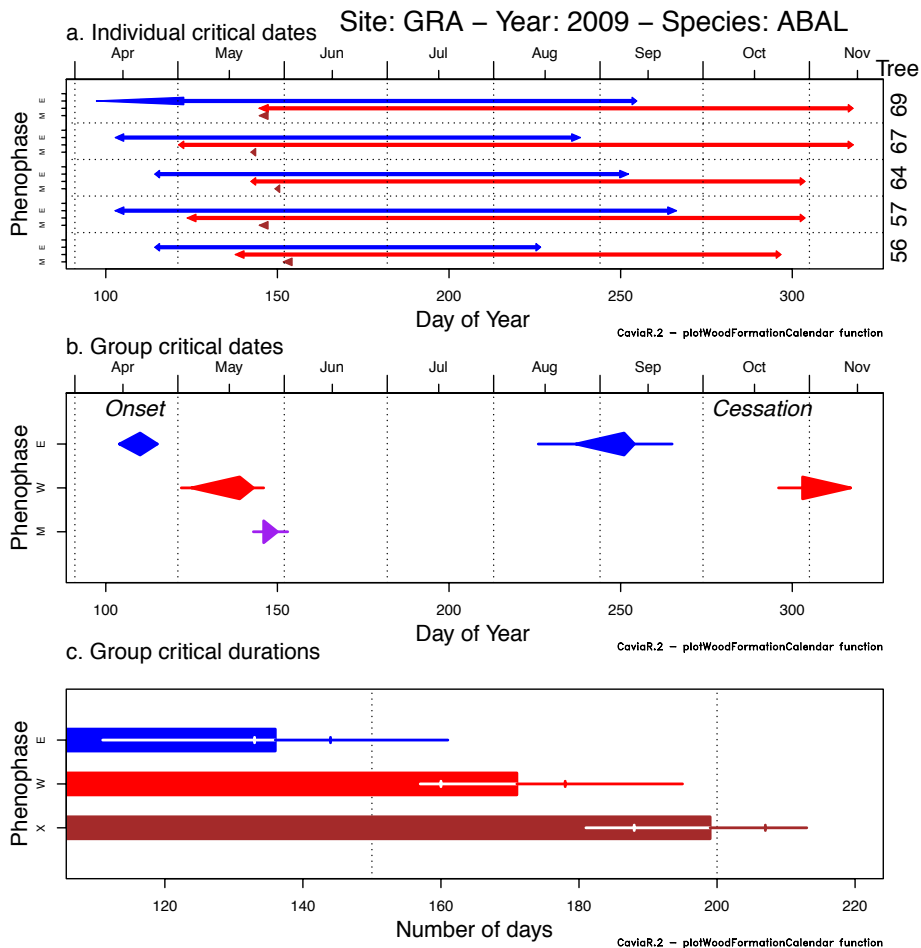 Site: GRA – Year: 2009 – Species: ABAL
a. Individual critical dates
Apr May Jun Jul Aug Sep Oct Nov
Tree
Phenophase
E M 69
E M 67
E M 64
E M 57
E M 56
100 150 200 250 300
Day of Year
CaviaR.2 – plotWoodFormationCalendar function
b. Group critical dates
Apr May Jun Jul Aug Sep Oct Nov
Onset Cessation
Phenophase
E
W
M
100 150 200 250 300
Day of Year
CaviaR.2 – plotWoodFormationCalendar function
c. Group critical durations
Phenophase
E
W
X
120 140 160 180 200 220
Number of days
CaviaR.2 – plotWoodFormationCalendar function